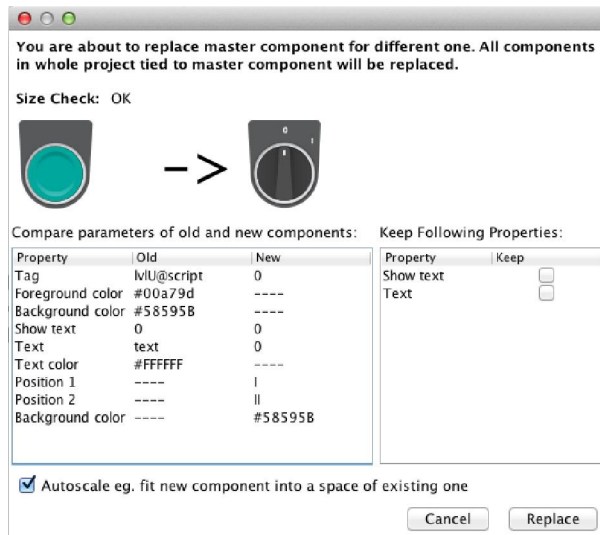 You are about to replace master component for different one. All components
in whole project tied to master component will be replaced.
Size Check: OK
->
0
I
Compare parameters of old and new components:
Keep Following Properties:
Property Old New
Tag lvlU@script 0
Foreground color #00a79d ----
Background color #58595B ----
Show text 0 0
Text text 0
Text color #FFFFFF ----
Position 1 ---- I
Position 2 ---- II
Background color ---- #58595B
Property Keep
Show text
Text
Autoscale eg. fit new component into a space of existing one
Cancel Replace